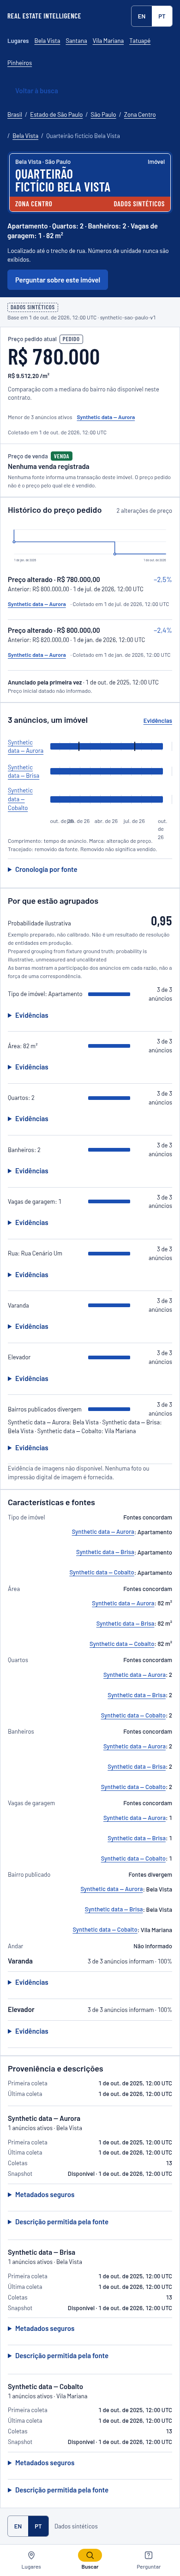 REAL ESTATE INTELLIGENCE
EN PT
Lugares Bela Vista Santana Vila Mariana Tatuapé
Pinheiros
Voltar à busca
Brasil / Estado de São Paulo / São Paulo / Zona Centro
/ Bela Vista / Quarteirão fictício Bela Vista
Bela Vista · São Paulo Imóvel
QUARTEIRÃO
FICTÍCIO BELA VISTA
ZONA CENTRO DADOS SINTÉTICOS
Apartamento · Quartos: 2 · Banheiros: 2 · Vagas de
garagem: 1 · 82 m²
Localizado até o trecho de rua. Números de unidade nunca são
exibidos.
Perguntar sobre este imóvel
DADOS SINTÉTICOS
Base em 1 de out. de 2026, 12:00 UTC · synthetic-sao-paulo-v1
Preço pedido atual PEDIDO
R$ 780.000
R$ 9.512,20 /m²
Comparação com a mediana do bairro não disponível neste
contrato.
Menor de 3 anúncios ativos Synthetic data — Aurora
Coletado em 1 de out. de 2026, 12:00 UTC
Preço de venda VENDA
Nenhuma venda registrada
Nenhuma fonte informa uma transação deste imóvel. O preço pedido
não é o preço pelo qual ele é vendido.
Histórico do preço pedido 2 alterações de preço
Preço alterado · R$ 780.000,00 −2,5%
Anterior: R$ 800.000,00 · 1 de jul. de 2026, 12:00 UTC
Synthetic data — Aurora · Coletado em 1 de jul. de 2026, 12:00 UTC
Preço alterado · R$ 800.000,00 −2,4%
Anterior: R$ 820.000,00 · 1 de jan. de 2026, 12:00 UTC
Synthetic data — Aurora · Coletado em 1 de jan. de 2026, 12:00 UTC
Anunciado pela primeira vez · 1 de out. de 2025, 12:00 UTC
Preço inicial datado não informado.
3 anúncios, um imóvel Evidências
Synthetic
data — Aurora
Synthetic
data — Brisa
Synthetic
data —
Cobalto
abr. de 26 jul. de 26 out.
de
26
Comprimento: tempo de anúncio. Marca: alteração de preço.
Tracejado: removido da fonte. Removido não significa vendido.
Cronologia por fonte
Por que estão agrupados
Probabilidade ilustrativa 0,95
Exemplo preparado, não calibrado. Não é um resultado de resolução
de entidades em produção.
Prepared grouping from fixture ground truth; probability is
illustrative, unmeasured and uncalibrated
As barras mostram a participação dos anúncios em cada razão, não a
força de uma correspondência.
Tipo de imóvel: Apartamento 3 de 3
anúncios
Evidências
Área: 82 m² 3 de 3
anúncios
Evidências
Quartos: 2 3 de 3
anúncios
Evidências
Banheiros: 2 3 de 3
anúncios
Evidências
Vagas de garagem: 1 3 de 3
anúncios
Evidências
Rua: Rua Cenário Um 3 de 3
anúncios
Evidências
Varanda 3 de 3
anúncios
Evidências
Elevador 3 de 3
anúncios
Evidências
Bairros publicados divergem 3 de 3
anúncios
Synthetic data — Aurora: Bela Vista · Synthetic data — Brisa:
Bela Vista · Synthetic data — Cobalto: Vila Mariana
Evidências
Evidência de imagens não disponível. Nenhuma foto ou
impressão digital de imagem é fornecida.
Características e fontes
Tipo de imóvel Fontes concordam
Synthetic data — Aurora: Apartamento
Synthetic data — Brisa: Apartamento
Synthetic data — Cobalto: Apartamento
Área Fontes concordam
Synthetic data — Aurora: 82 m²
Synthetic data — Brisa: 82 m²
Synthetic data — Cobalto: 82 m²
Quartos Fontes concordam
Synthetic data — Aurora: 2
Synthetic data — Brisa: 2
Synthetic data — Cobalto: 2
Banheiros Fontes concordam
Synthetic data — Aurora: 2
Synthetic data — Brisa: 2
Synthetic data — Cobalto: 2
Vagas de garagem Fontes concordam
Synthetic data — Aurora: 1
Synthetic data — Brisa: 1
Synthetic data — Cobalto: 1
Bairro publicado Fontes divergem
Synthetic data — Aurora: Bela Vista
Synthetic data — Brisa: Bela Vista
Synthetic data — Cobalto: Vila Mariana
Andar Não informado
Varanda 3 de 3 anúncios informam · 100%
Evidências
Elevador 3 de 3 anúncios informam · 100%
Evidências
Proveniência e descrições
Primeira coleta 1 de out. de 2025, 12:00 UTC
Última coleta 1 de out. de 2026, 12:00 UTC
Synthetic data — Aurora
1 anúncios ativos · Bela Vista
Primeira coleta 1 de out. de 2025, 12:00 UTC
Última coleta 1 de out. de 2026, 12:00 UTC
Coletas 13
Snapshot Disponível · 1 de out. de 2026, 12:00 UTC
Metadados seguros
Descrição permitida pela fonte
Synthetic data — Brisa
1 anúncios ativos · Bela Vista
Primeira coleta 1 de out. de 2025, 12:00 UTC
Última coleta 1 de out. de 2026, 12:00 UTC
Coletas 13
Snapshot Disponível · 1 de out. de 2026, 12:00 UTC
Metadados seguros
Descrição permitida pela fonte
Synthetic data — Cobalto
1 anúncios ativos · Vila Mariana
Primeira coleta 1 de out. de 2025, 12:00 UTC
Última coleta 1 de out. de 2026, 12:00 UTC
Coletas 13
Snapshot Disponível · 1 de out. de 2026, 12:00 UTC
Metadados seguros
Descrição permitida pela fonte
EN PT Dados sintéticos
Lugares Buscar Perguntar